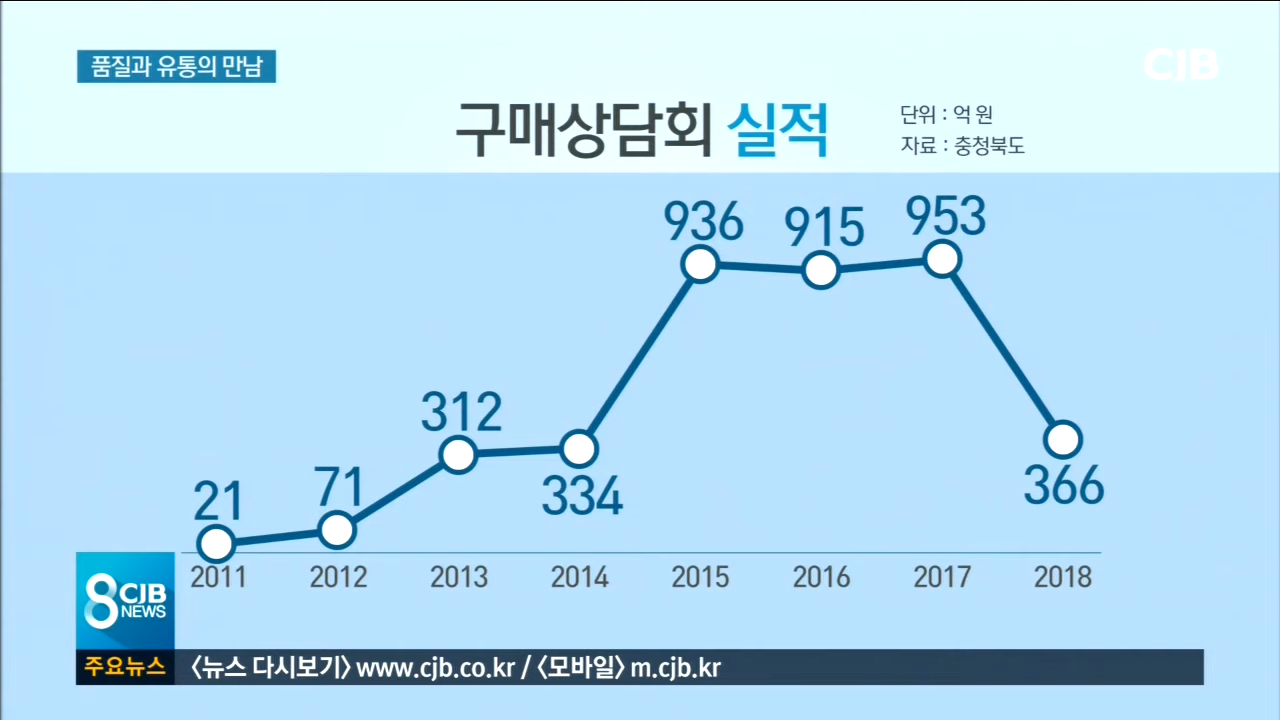 품질과 유통의 만남
CJB
구매상담회 실적
단위 : 억 원
자료 : 충청북도
936
915
953
312
334
366
71
21
2011 2012 2013 2014 2015 2016 2017 2018
8 CJB NEWS
주요뉴스 〈뉴스 다시보기〉 www.cjb.co.kr / 〈모바일〉 m.cjb.kr